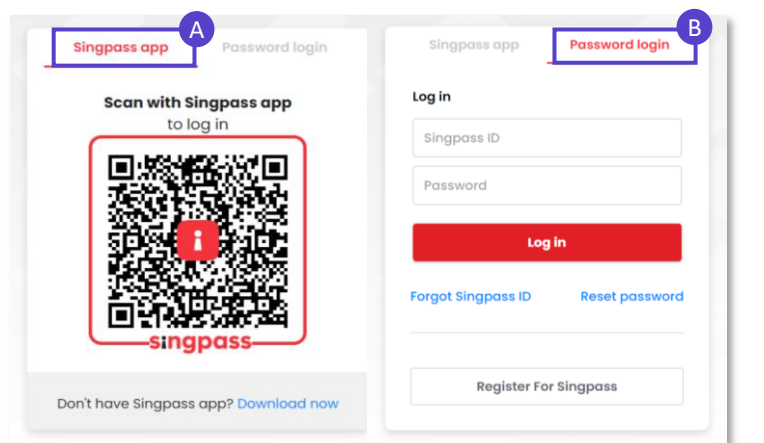 A
Singpass app Password login
Scan with Singpass app
to log in
singpass
Don't have Singpass app? Download now
B
Singpass app Password login
Log in
Singpass ID
Password
Log in
Forgot Singpass ID Reset password
Register For Singpass